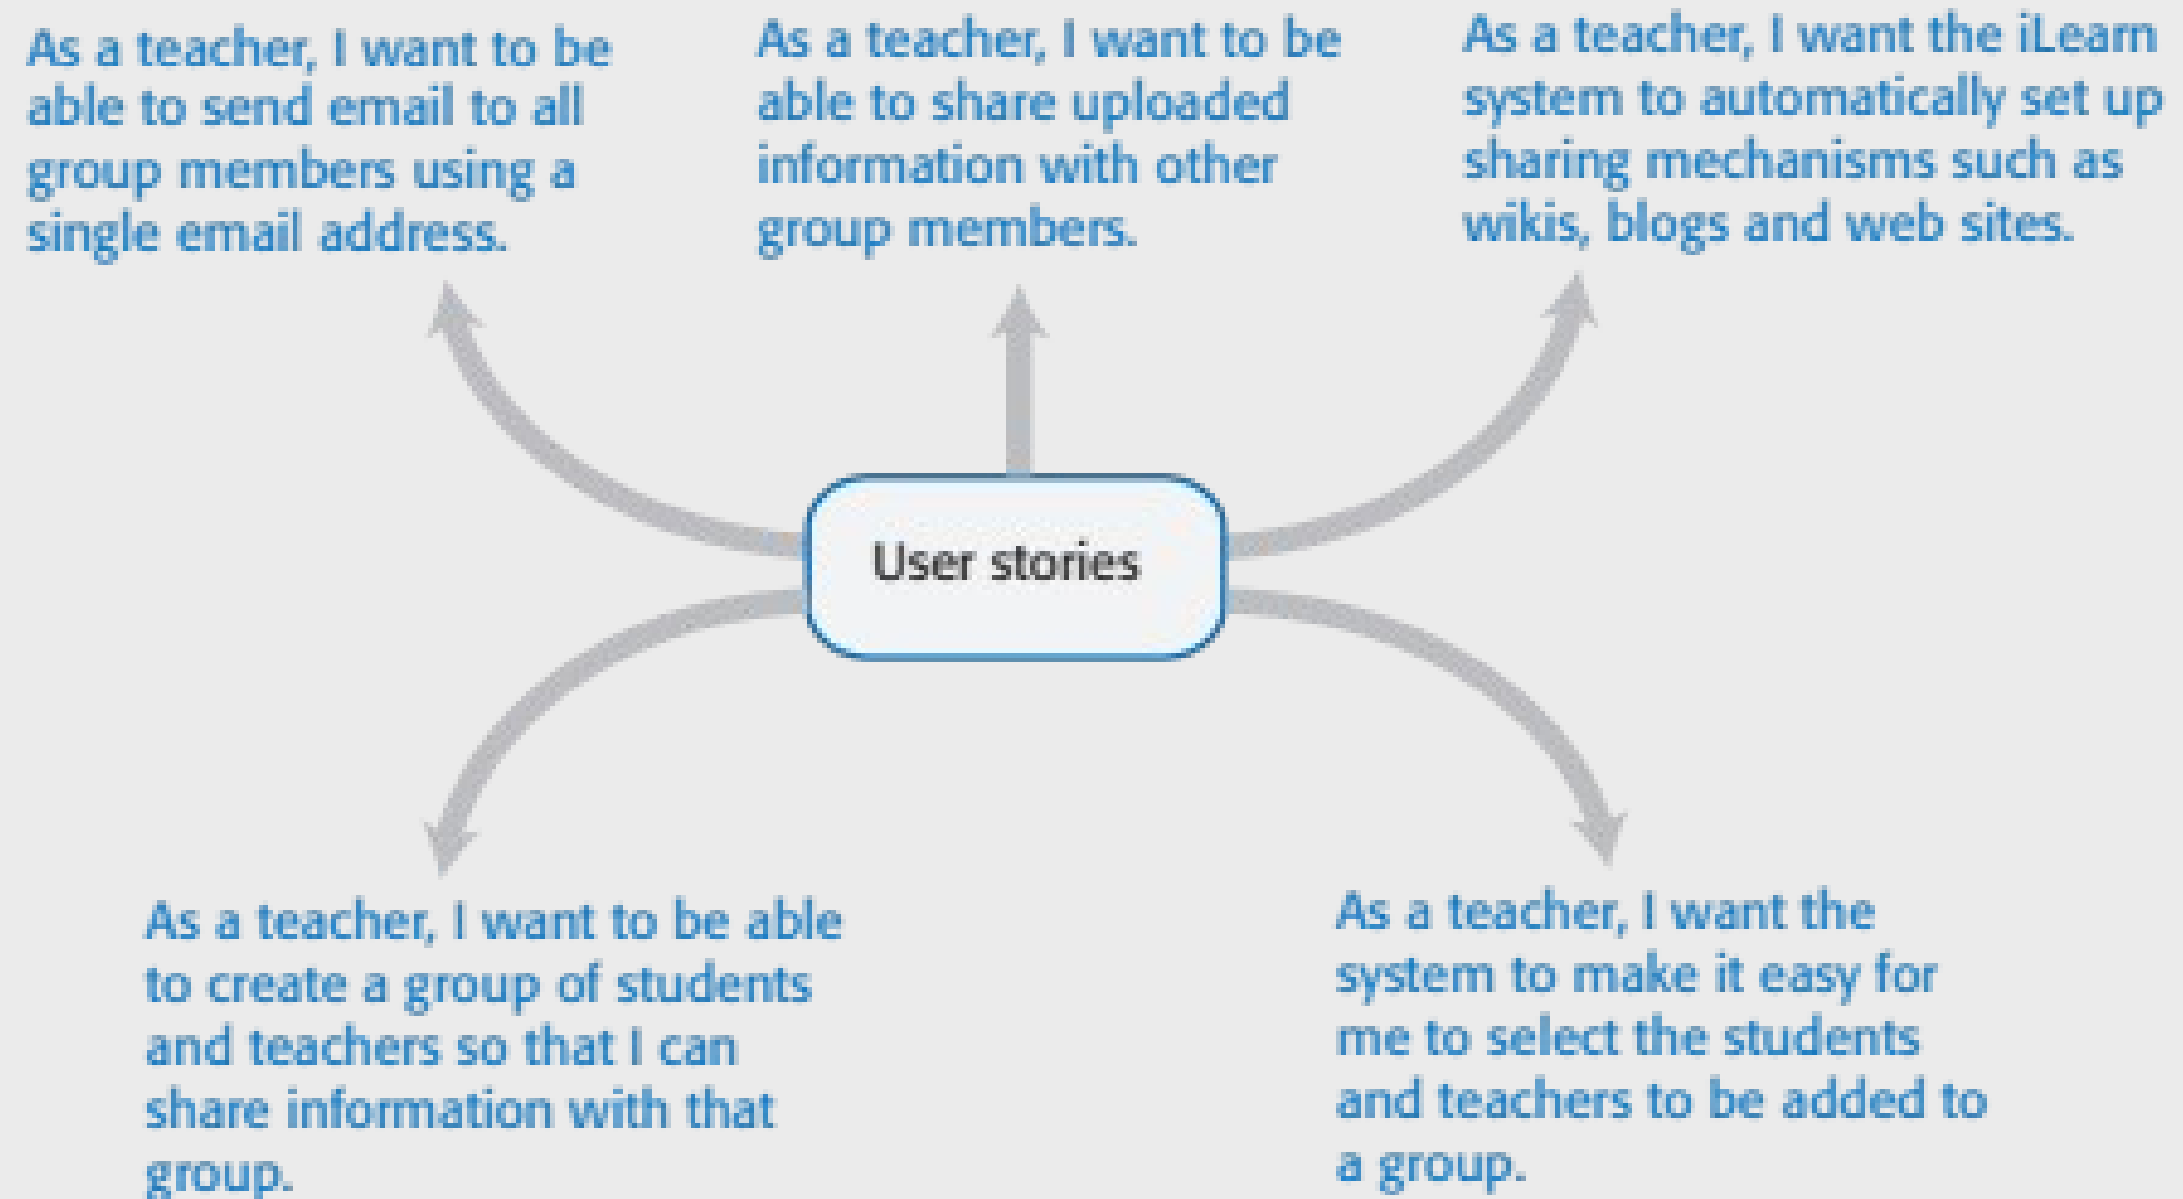 As a teacher, I want to be
able to send email to all
group members using a
single email address.
As a teacher, I want to be
able to share uploaded
information with other
group members.
As a teacher, I want the iLearn
system to automatically set up
sharing mechanisms such as
wikis, blogs and web sites.
User stories
As a teacher, I want to be able
to create a group of students
and teachers so that I can
share information with that
group.
As a teacher, I want the
system to make it easy for
me to select the students
and teachers to be added to
a group.